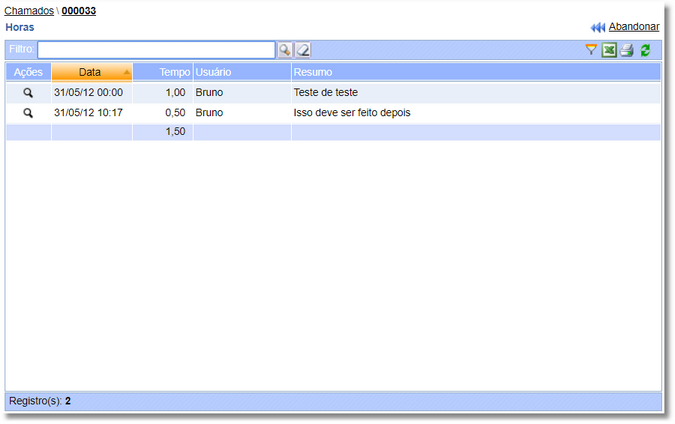 Chamados \ 000033
Horas Abandonar
Filtro:
Ações Data Tempo Usuário Resumo
31/05/12 00:00 1,00 Bruno Teste de teste
31/05/12 10:17 0,50 Bruno Isso deve ser feito depois
1,50
Registro(s): 2